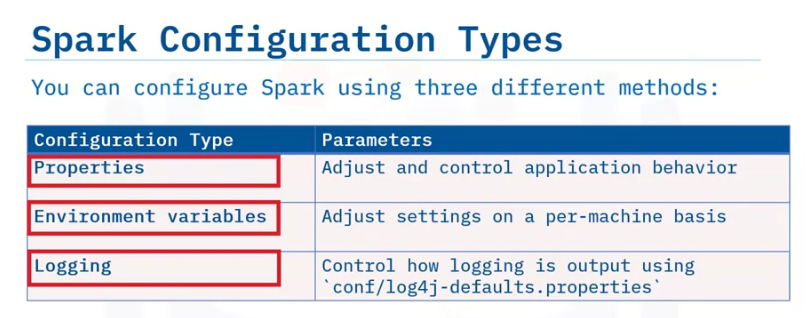 Spark Configuration Types
You can configure Spark using three different methods:
Configuration Type Parameters
Properties Adjust and control application behavior
Environment variables Adjust settings on a per-machine basis
Logging Control how logging is output using
`conf/log4j-defaults.properties`